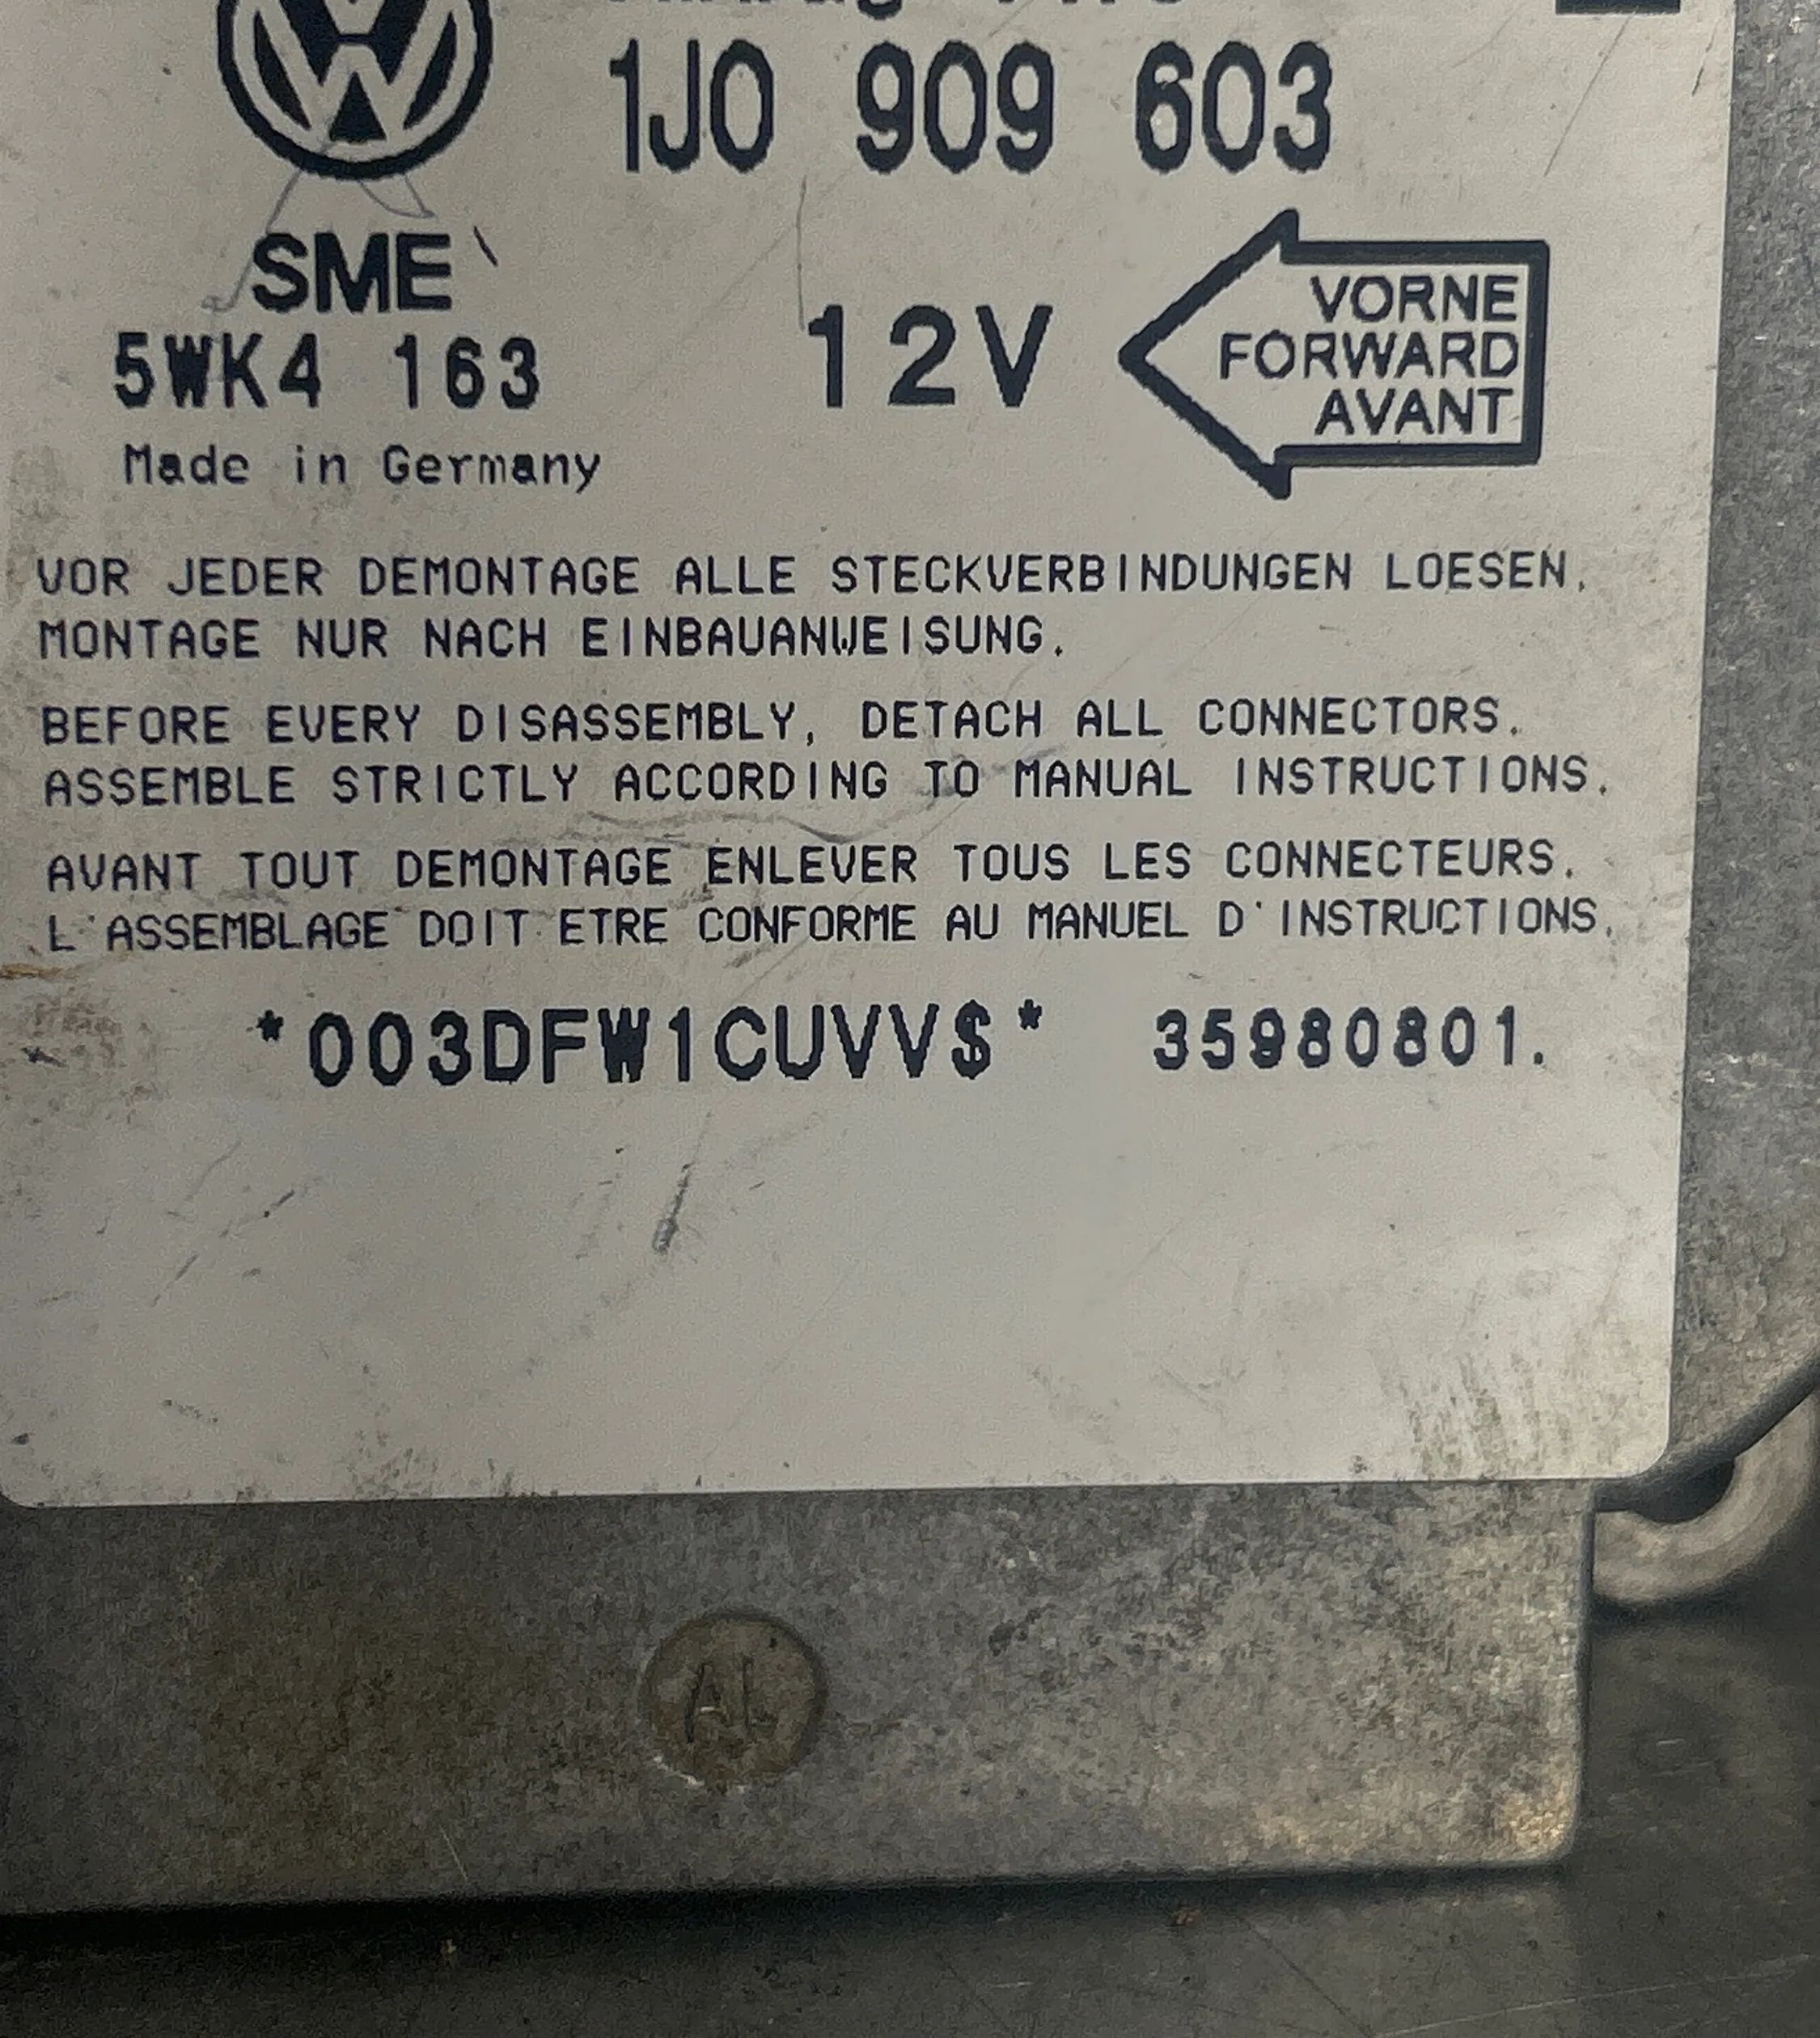 1J0 909 603
SME
5WK4 163
12V
VORNE
FORWARD
AVANT
Made in Germany
VOR JEDER DEMONTAGE ALLE STECKVERBINDUNGEN LOESEN.
MONTAGE NUR NACH EINBAUANWEISUNG.
BEFORE EVERY DISASSEMBLY, DETACH ALL CONNECTORS.
ASSEMBLE STRICTLY ACCORDING TO MANUAL INSTRUCTIONS.
AVANT TOUT DEMONTAGE ENLEVER TOUS LES CONNECTEURS.
L'ASSEMBLAGE DOIT ETRE CONFORME AU MANUEL D'INSTRUCTIONS.
*003DFW1CUVV$* 35980801.
AL